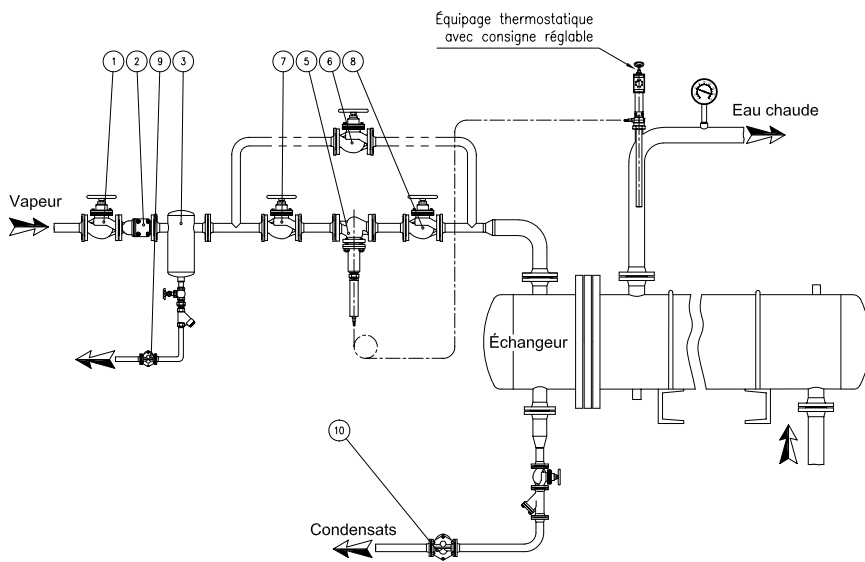 Équipage thermostatique
avec consigne réglable
1 2 9 3 7 5 6 8
Eau chaude
Vapeur
Échangeur
10
Condensats